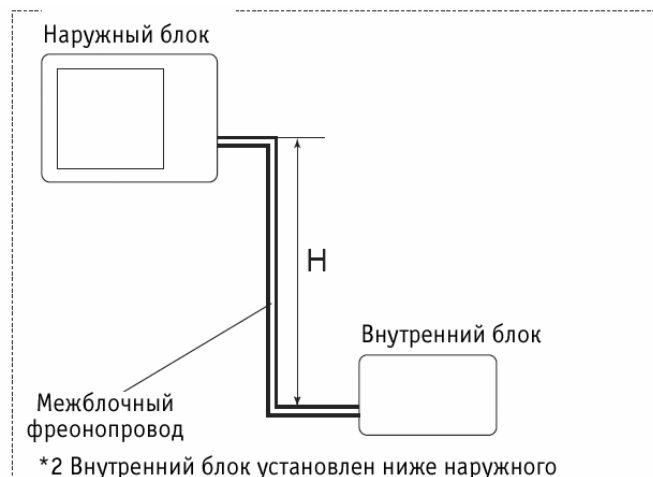 Наружный блок
H
Внутренний блок
Межблочный
фреонопровод
*2 Внутренний блок установлен ниже наружного